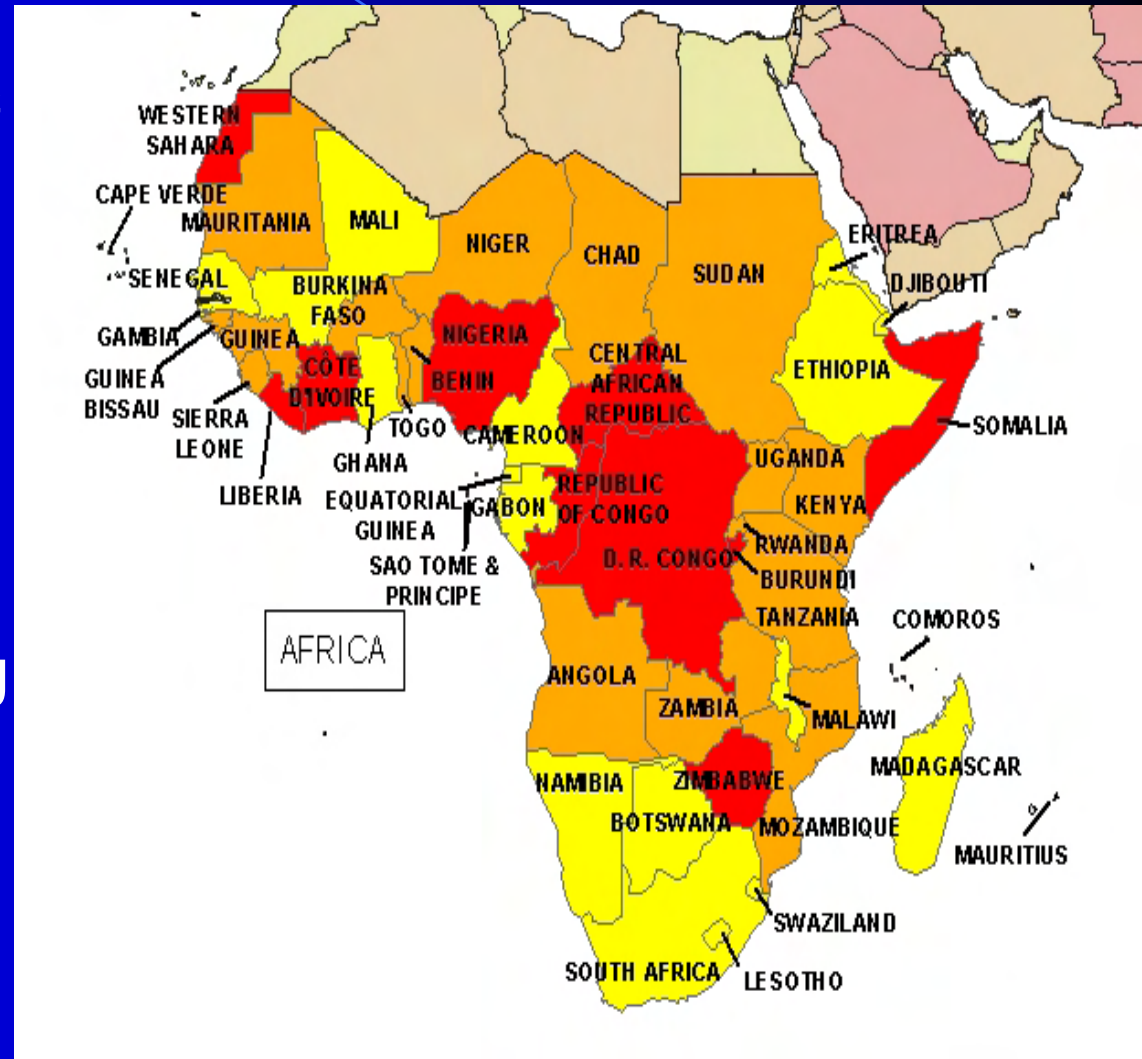 WESTERN
SAHARA
CAPE VERDE
MAURITANIA
MALI
NIGER
CHAD
SUDAN
ERITREA
DJIBOUTI
SENEGAL
BURKINA
FASO
GAMBIA
GUINEA
NIGERIA
GUINEA
BISSAU
CÔTE
D'IVOIRE
BENIN
CENTRAL
AFRICAN
REPUBLIC
ETHIOPIA
SIERRA
LEONE
TOGO
CAMEROON
SOMALIA
GHANA
UGANDA
LIBERIA
EQUATORIAL
GUINEA
GABON
REPUBLIC
OF CONGO
KENYA
SAO TOME &
PRINCIPE
D.R. CONGO
RWANDA
BURUNDI
TANZANIA
COMOROS
AFRICA
ANGOLA
ZAMBIA
MALAWI
MADAGASCAR
NAMIBIA
ZIMBABWE
BOTSWANA
MOZAMBIQUE
MAURITIUS
SWAZILAND
SOUTH AFRICA
LESOTHO